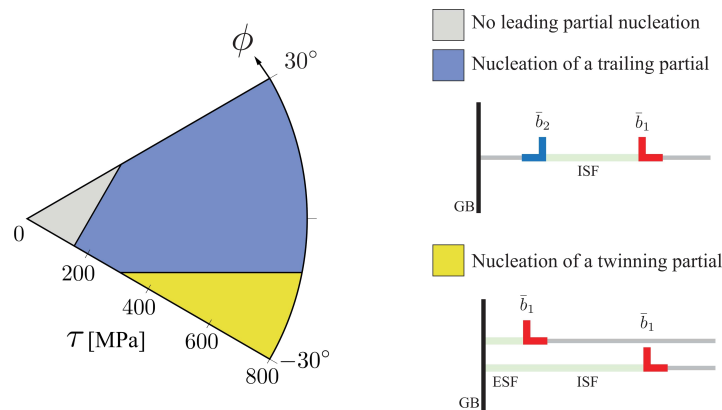 ϕ
30°
0
200
400
600
800
−30°
τ [MPa]
No leading partial nucleation
Nucleation of a trailing partial
b̄₂
b̄₁
ISF
GB
Nucleation of a twinning partial
b̄₁
b̄₁
ESF
ISF
GB